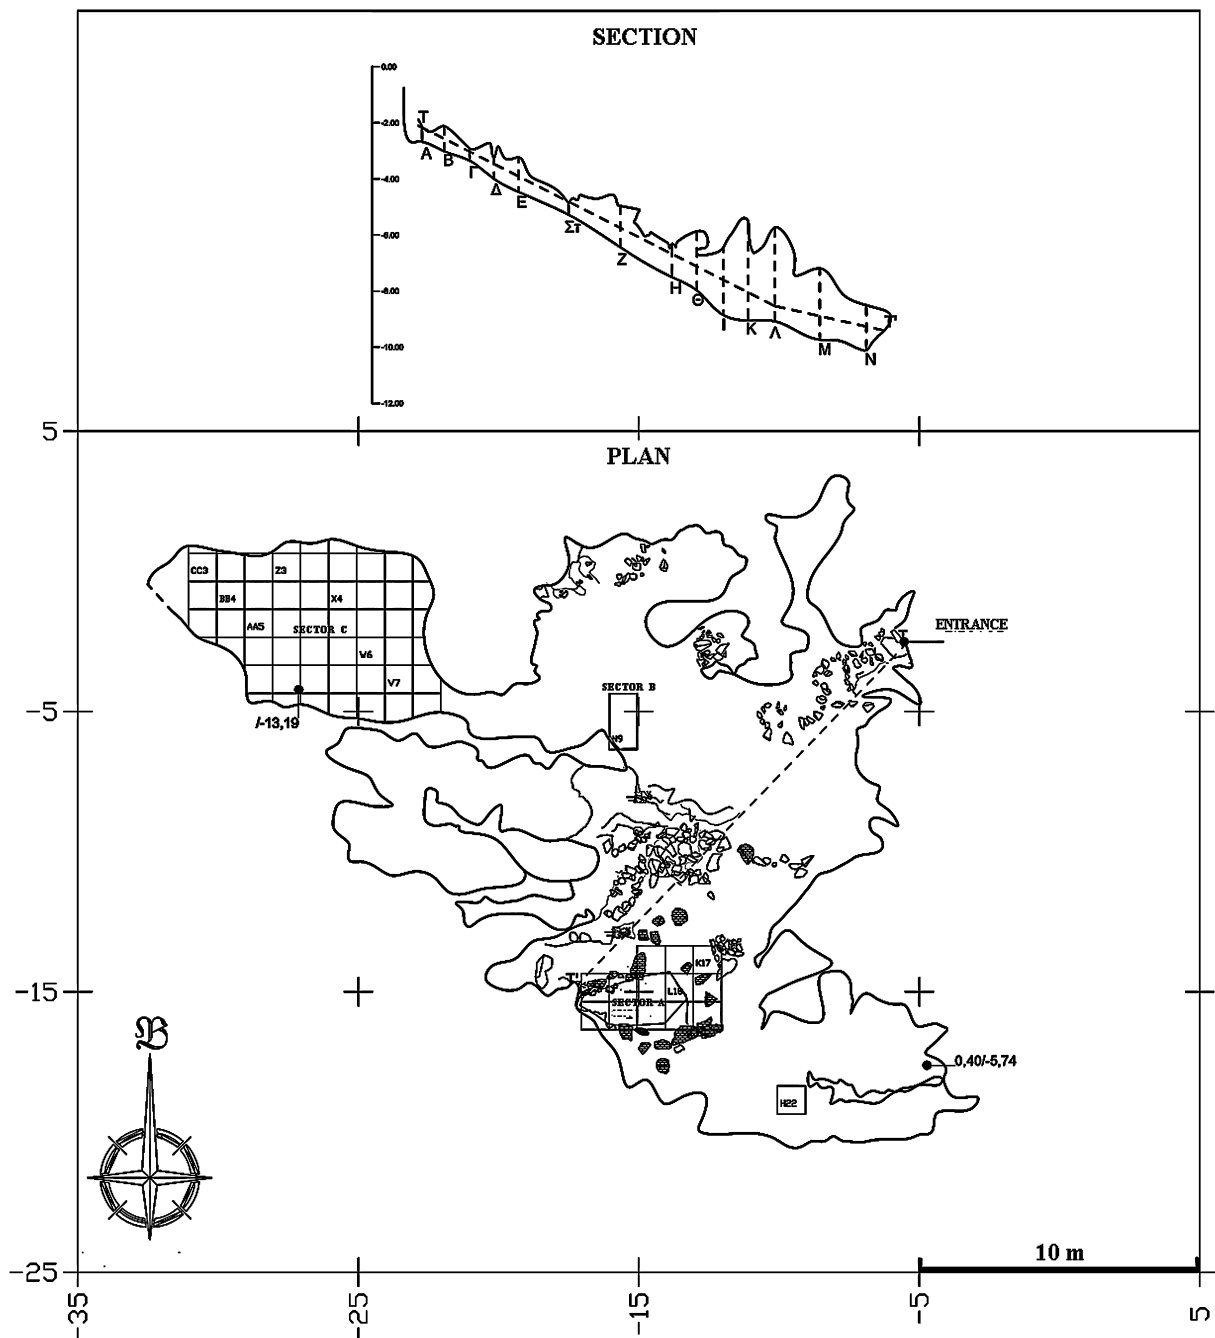 SECTION
0.00
-2.00
-4.00
-6.00
-8.00
-10.00
-12.00
T
Α
Β
Γ
Δ
Ε
Στ
Ζ
Η
Θ
Κ
Λ
Μ
Ν
T'
5
PLAN
CC3
Z3
BB4
X4
AA5
SECTOR C
W6
V7
/-13,19
ENTRANCE
T
SECTOR B
N9
-5
K17
T'
L18
SECTOR A
-15
0,40/-5,74
H22
10 m
-25
-35
-25
-15
-5
5